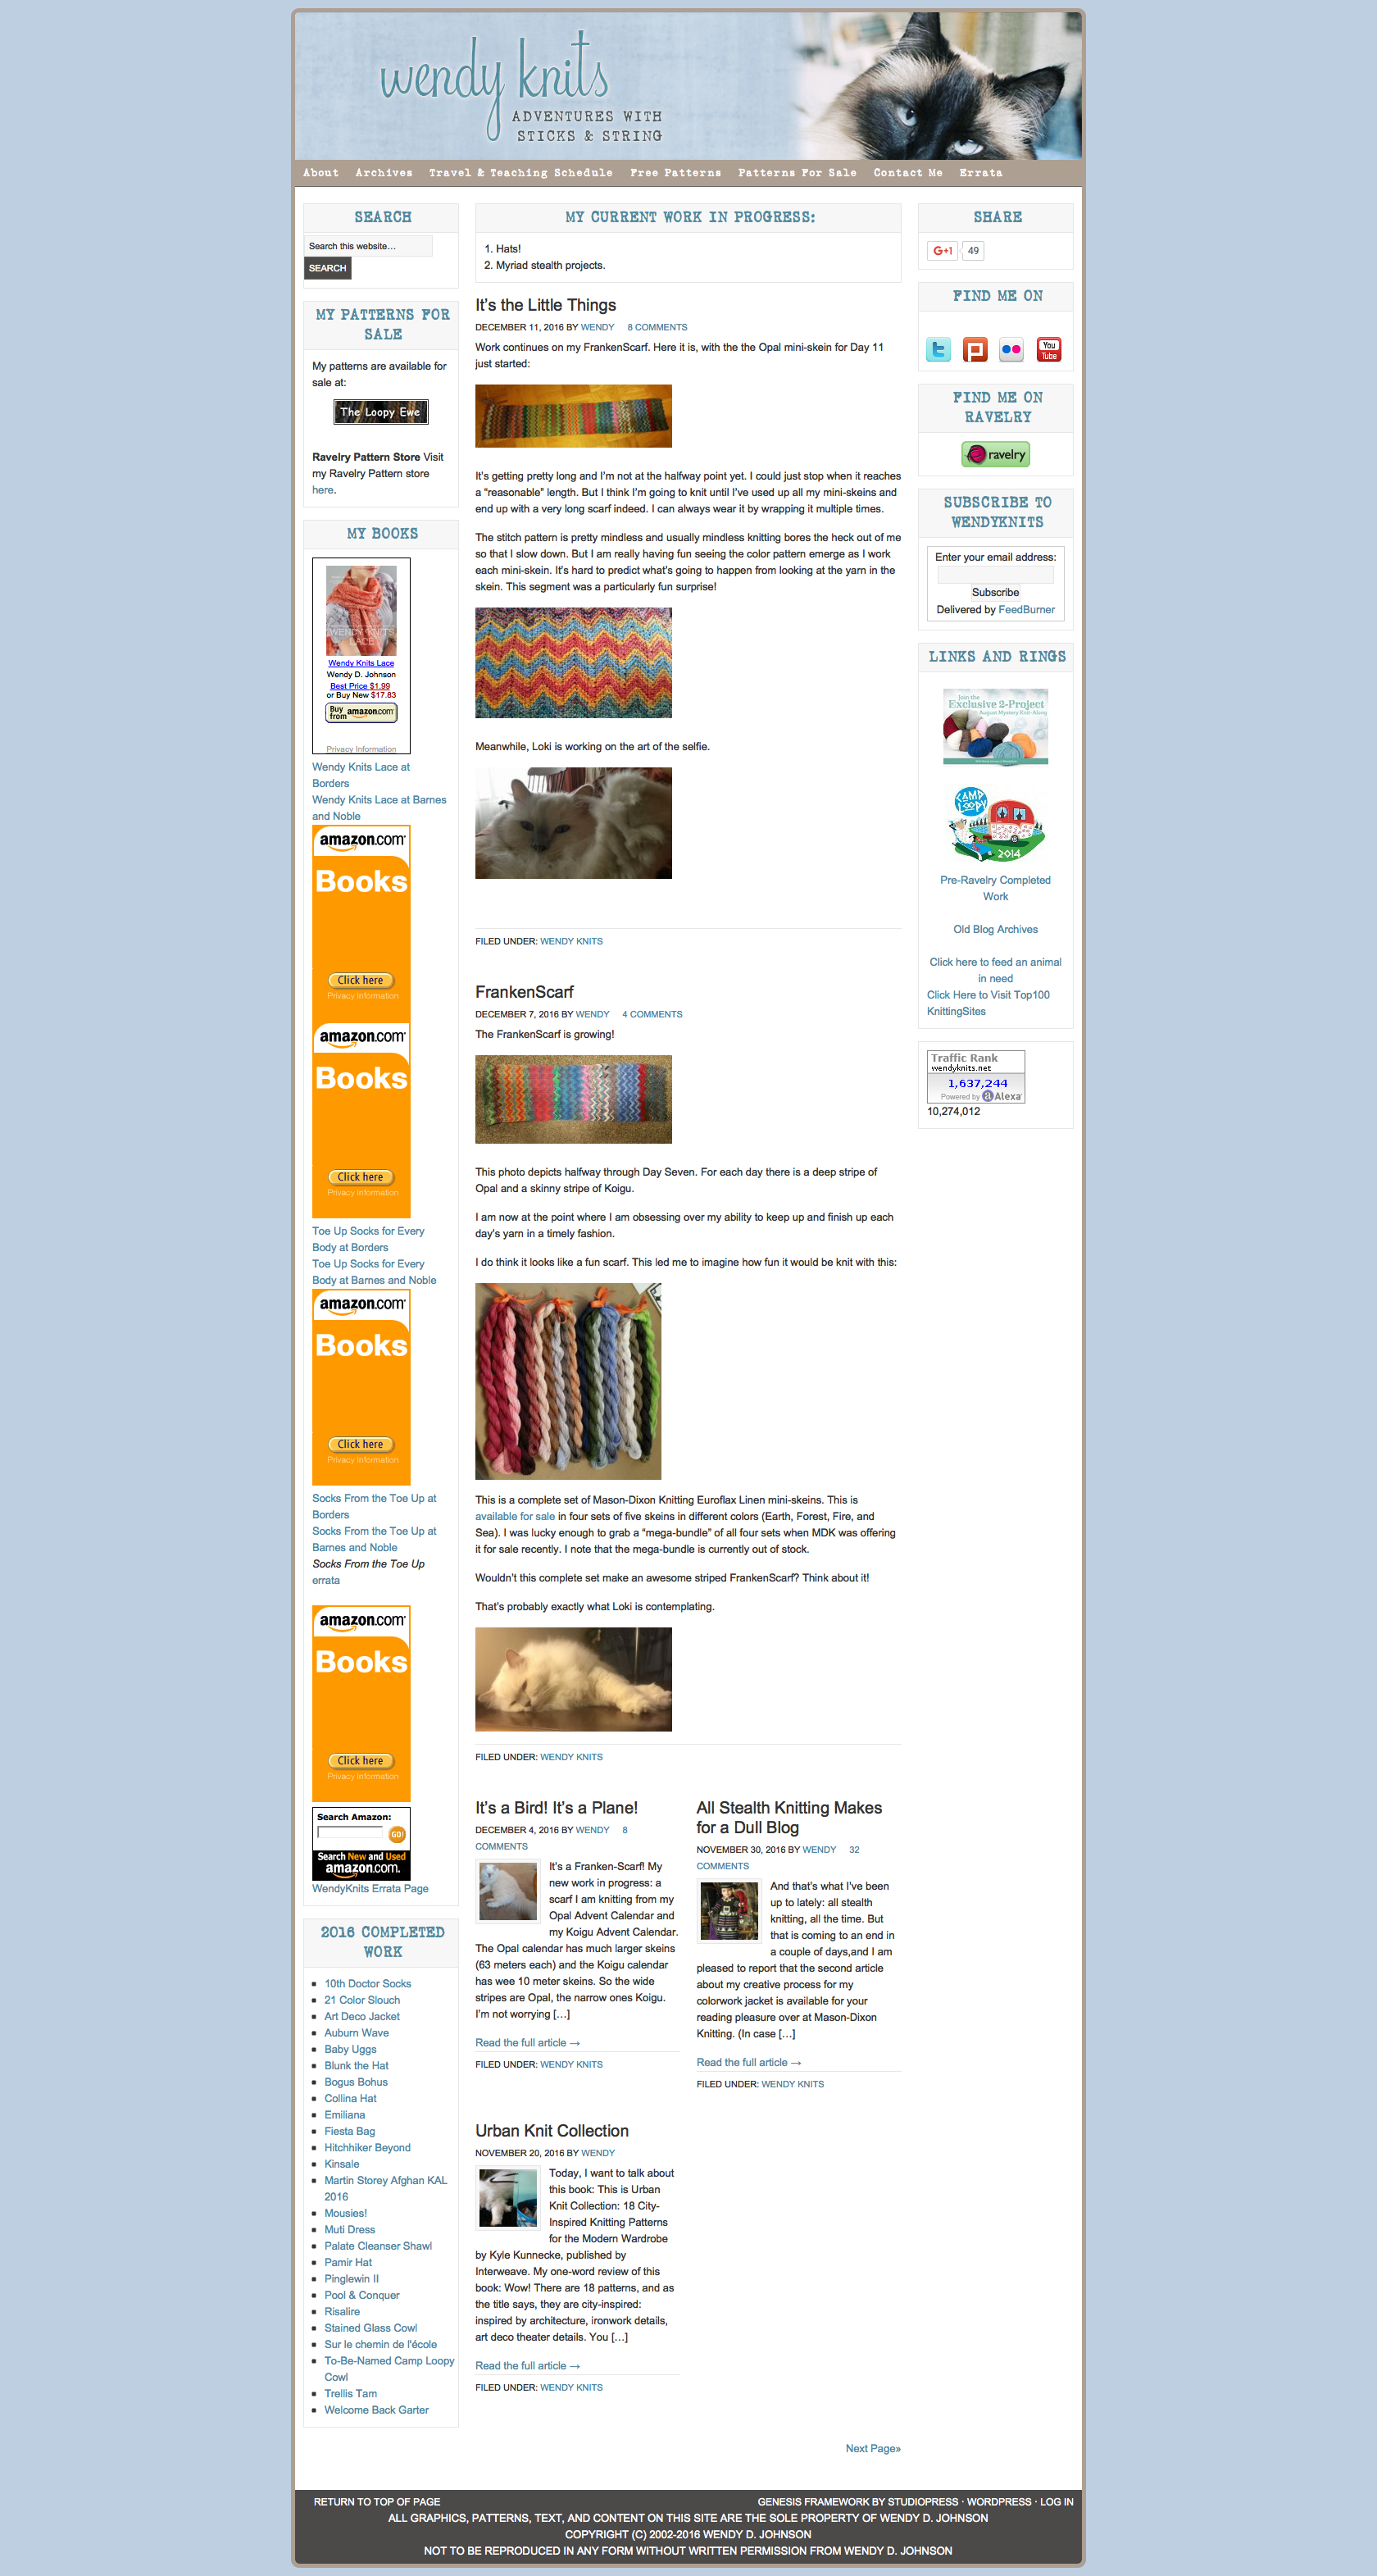 wendy knits
ADVENTURES WITH
STICKS & STRING
About Archives Travel & Teaching Schedule Free Patterns Patterns For Sale Contact Me Errata
SEARCH
Search this website…
SEARCH
MY PATTERNS FOR
SALE
My patterns are available for
sale at:
The Loopy Ewe
Ravelry Pattern Store Visit
my Ravelry Pattern store
here.
MY BOOKS
WENDY KNITS
LACE
Wendy Knits Lace
Wendy D. Johnson
Best Price $1.99
or Buy New $17.83
Buy from amazon.com
Privacy Information
Wendy Knits Lace at
Borders
Wendy Knits Lace at Barnes
and Noble
amazon.com
Books
Click here
Privacy Information
amazon.com
Books
Click here
Privacy Information
Toe Up Socks for Every
Body at Borders
Toe Up Socks for Every
Body at Barnes and Noble
amazon.com
Books
Click here
Privacy Information
Socks From the Toe Up at
Borders
Socks From the Toe Up at
Barnes and Noble
Socks From the Toe Up
errata
amazon.com
Books
Click here
Privacy Information
Search Amazon:
GO!
Search New and Used
amazon.com.
WendyKnits Errata Page
2016 COMPLETED
WORK
10th Doctor Socks
21 Color Slouch
Art Deco Jacket
Auburn Wave
Baby Uggs
Blunk the Hat
Bogus Bohus
Collina Hat
Emiliana
Fiesta Bag
Hitchhiker Beyond
Kinsale
Martin Storey Afghan KAL
2016
Mousies!
Muti Dress
Palate Cleanser Shawl
Pamir Hat
Pinglewin II
Pool & Conquer
Risalire
Stained Glass Cowl
Sur le chemin de l'école
To-Be-Named Camp Loopy
Cowl
Trellis Tam
Welcome Back Garter
MY CURRENT WORK IN PROGRESS:
1. Hats!
2. Myriad stealth projects.
It's the Little Things
DECEMBER 11, 2016 BY WENDY 8 COMMENTS
Work continues on my FrankenScarf. Here it is, with the the Opal mini-skein for Day 11
just started:
It's getting pretty long and I'm not at the halfway point yet. I could just stop when it reaches
a “reasonable” length. But I think I'm going to knit until I've used up all my mini-skeins and
end up with a very long scarf indeed. I can always wear it by wrapping it multiple times.
The stitch pattern is pretty mindless and usually mindless knitting bores the heck out of me
so that I slow down. But I am really having fun seeing the color pattern emerge as I work
each mini-skein. It's hard to predict what's going to happen from looking at the yarn in the
skein. This segment was a particularly fun surprise!
Meanwhile, Loki is working on the art of the selfie.
FILED UNDER: WENDY KNITS
FrankenScarf
DECEMBER 7, 2016 BY WENDY 4 COMMENTS
The FrankenScarf is growing!
This photo depicts halfway through Day Seven. For each day there is a deep stripe of
Opal and a skinny stripe of Koigu.
I am now at the point where I am obsessing over my ability to keep up and finish up each
day's yarn in a timely fashion.
I do think it looks like a fun scarf. This led me to imagine how fun it would be knit with this:
This is a complete set of Mason-Dixon Knitting Euroflax Linen mini-skeins. This is
available for sale in four sets of five skeins in different colors (Earth, Forest, Fire, and
Sea). I was lucky enough to grab a “mega-bundle” of all four sets when MDK was offering
it for sale recently. I note that the mega-bundle is currently out of stock.
Wouldn't this complete set make an awesome striped FrankenScarf? Think about it!
That's probably exactly what Loki is contemplating.
FILED UNDER: WENDY KNITS
It's a Bird! It's a Plane!
DECEMBER 4, 2016 BY WENDY 8
COMMENTS
It's a Franken-Scarf! My
new work in progress: a
scarf I am knitting from my
Opal Advent Calendar and
my Koigu Advent Calendar.
The Opal calendar has much larger skeins
(63 meters each) and the Koigu calendar
has wee 10 meter skeins. So the wide
stripes are Opal, the narrow ones Koigu.
I'm not worrying […]
Read the full article →
FILED UNDER: WENDY KNITS
All Stealth Knitting Makes
for a Dull Blog
NOVEMBER 30, 2016 BY WENDY 32
COMMENTS
And that's what I've been
up to lately: all stealth
knitting, all the time. But
that is coming to an end in
a couple of days,and I am
pleased to report that the second article
about my creative process for my
colorwork jacket is available for your
reading pleasure over at Mason-Dixon
Knitting. (In case […]
Read the full article →
FILED UNDER: WENDY KNITS
Urban Knit Collection
NOVEMBER 20, 2016 BY WENDY
Today, I want to talk about
this book: This is Urban
Knit Collection: 18 City-
Inspired Knitting Patterns
for the Modern Wardrobe
by Kyle Kunnecke, published by
Interweave. My one-word review of this
book: Wow! There are 18 patterns, and as
the title says, they are city-inspired:
inspired by architecture, ironwork details,
art deco theater details. You […]
Read the full article →
FILED UNDER: WENDY KNITS
Next Page»
SHARE
G+1 49
FIND ME ON
You Tube
FIND ME ON
RAVELRY
ravelry
SUBSCRIBE TO
WENDYKNITS
Enter your email address:
Subscribe
Delivered by FeedBurner
LINKS AND RINGS
Join the
Exclusive 2-Project
August Mystery Knit-Along
CAMP LOOPY
2014
Pre-Ravelry Completed
Work
Old Blog Archives
Click here to feed an animal
in need
Click Here to Visit Top100
KnittingSites
Traffic Rank
wendyknits.net
1,637,244
Powered by Alexa
10,274,012
RETURN TO TOP OF PAGE
GENESIS FRAMEWORK BY STUDIOPRESS · WORDPRESS · LOG IN
ALL GRAPHICS, PATTERNS, TEXT, AND CONTENT ON THIS SITE ARE THE SOLE PROPERTY OF WENDY D. JOHNSON
COPYRIGHT (C) 2002-2016 WENDY D. JOHNSON
NOT TO BE REPRODUCED IN ANY FORM WITHOUT WRITTEN PERMISSION FROM WENDY D. JOHNSON